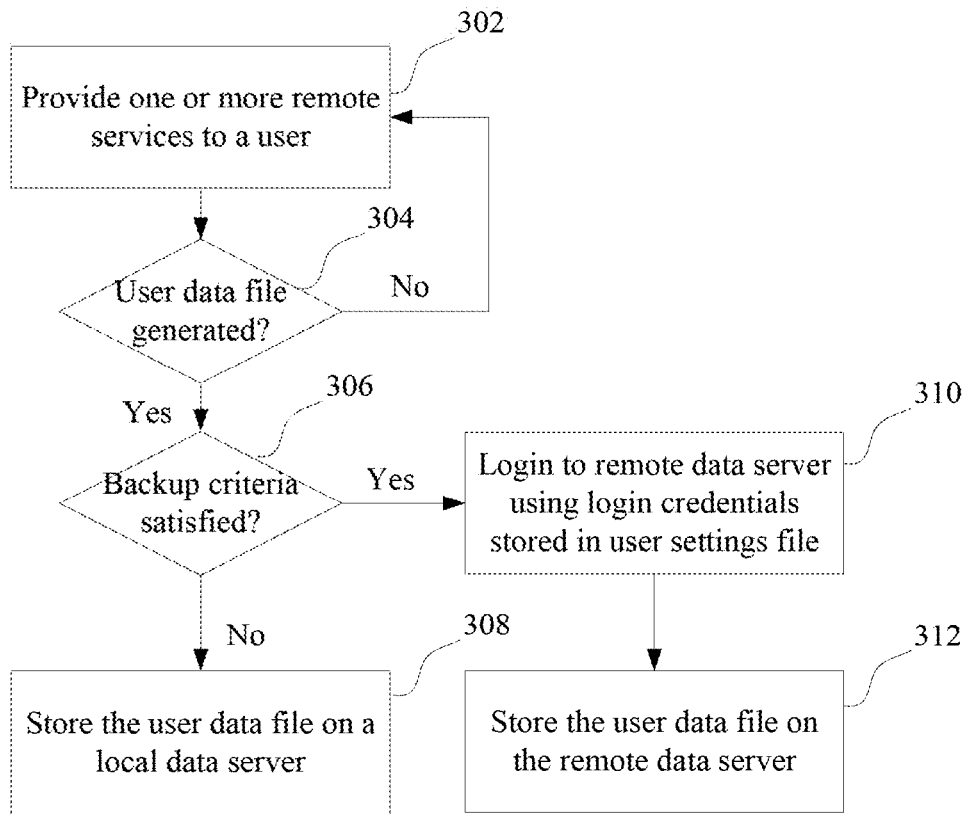 302
Provide one or more remote
services to a user
304
User data file
generated?
No
Yes
306
Backup criteria
satisfied?
Yes
310
Login to remote data server
using login credentials
stored in user settings file
No
308
Store the user data file on a
local data server
312
Store the user data file on
the remote data server